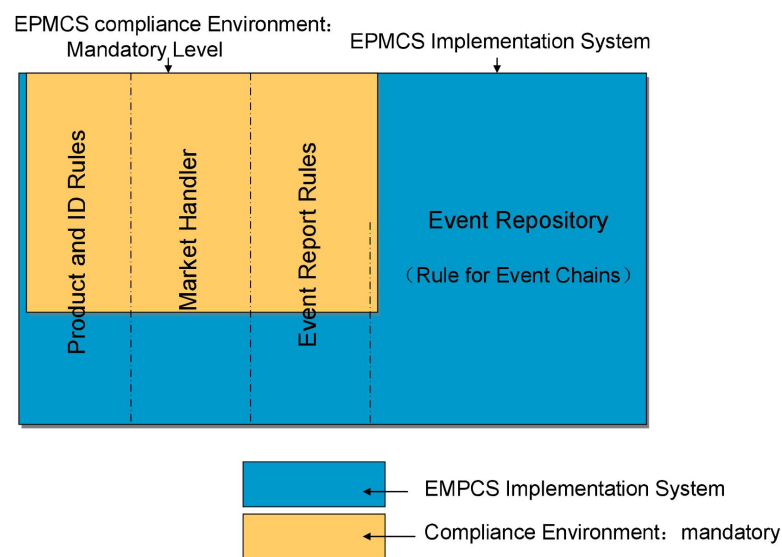 EPMCS compliance Environment：
Mandatory Level
EPMCS Implementation System
Product and ID Rules
Market Handler
Event Report Rules
Event Repository
（Rule for Event Chains）
EMPCS Implementation System
Compliance Environment：mandatory